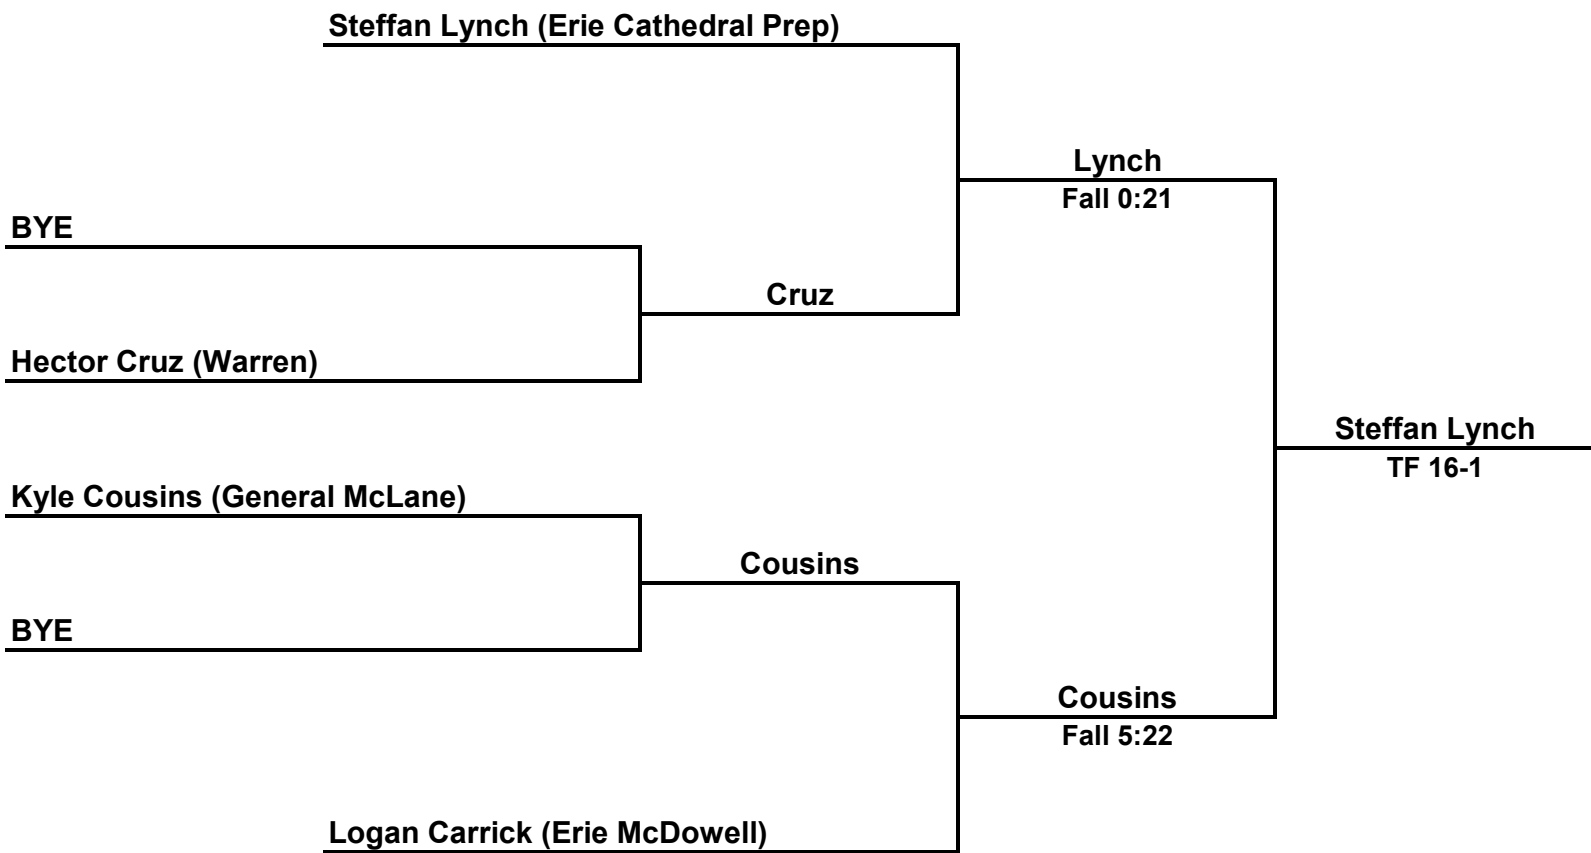 Steffan Lynch (Erie Cathedral Prep)
Lynch
Fall 0:21
BYE
Cruz
Hector Cruz (Warren)
Steffan Lynch
TF 16-1
Kyle Cousins (General McLane)
Cousins
BYE
Cousins
Fall 5:22
Logan Carrick (Erie McDowell)